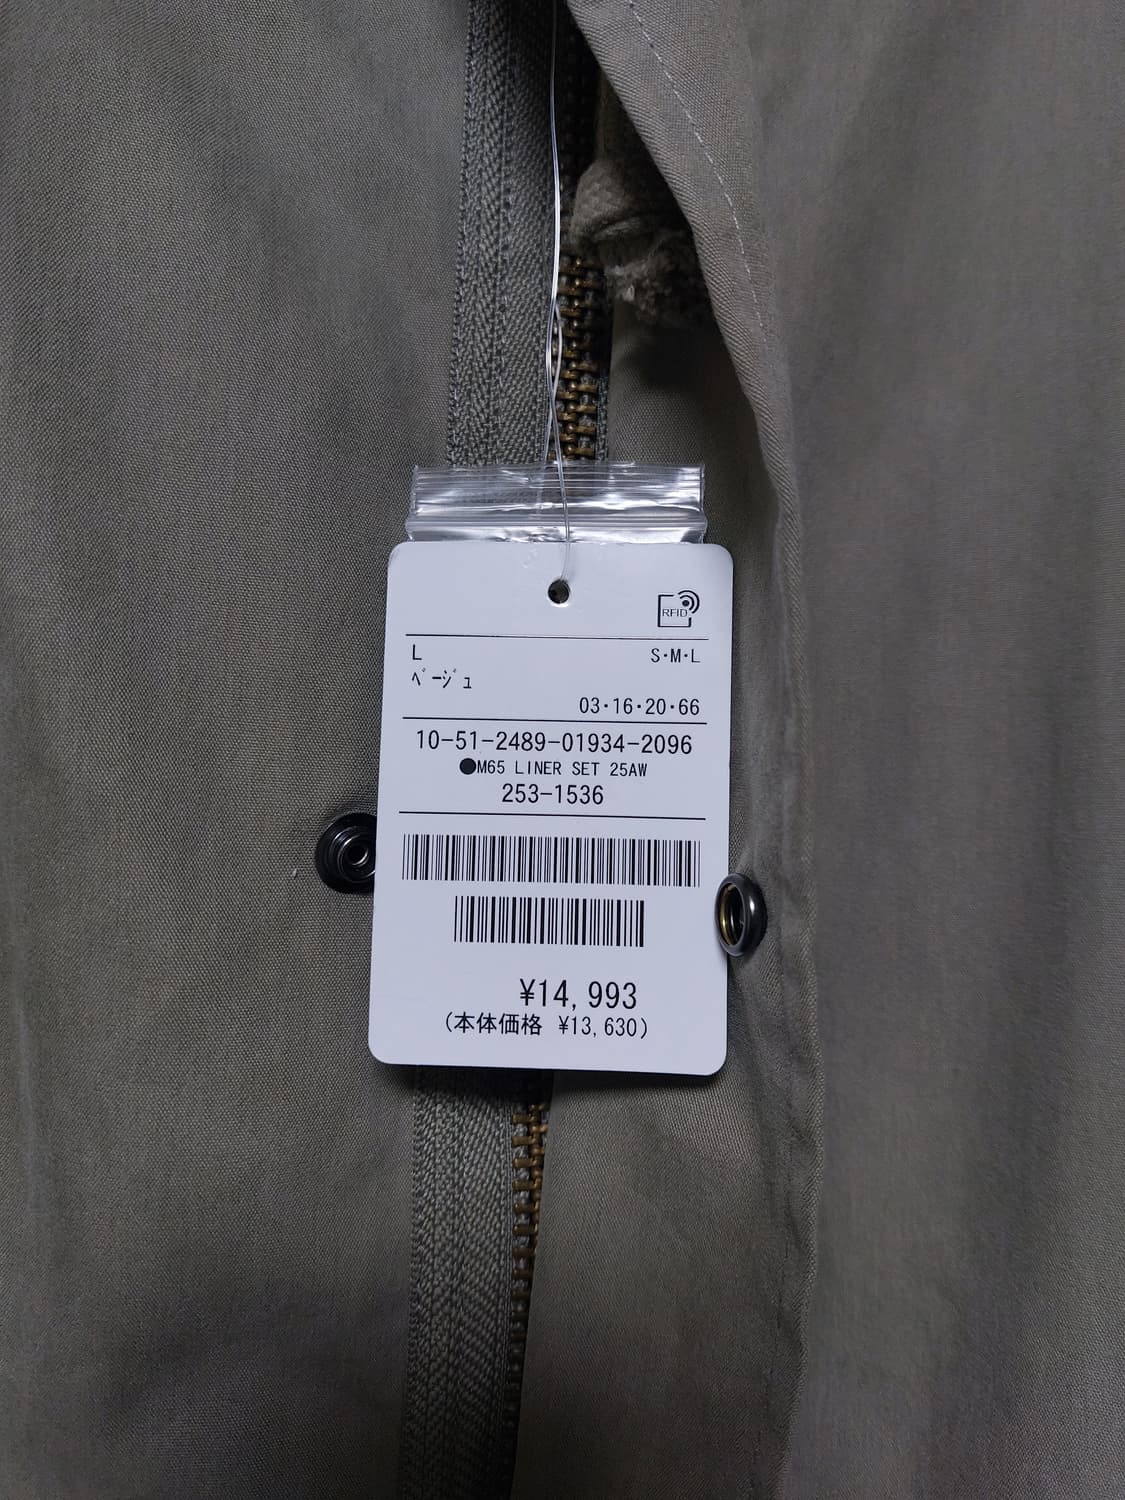 RFID
L S・M・L
ベージュ
03・16・20・66
10-51-2489-01934-2096
●M65 LINER SET 25AW
253-1536
¥14,993
(本体価格 ¥13,630)